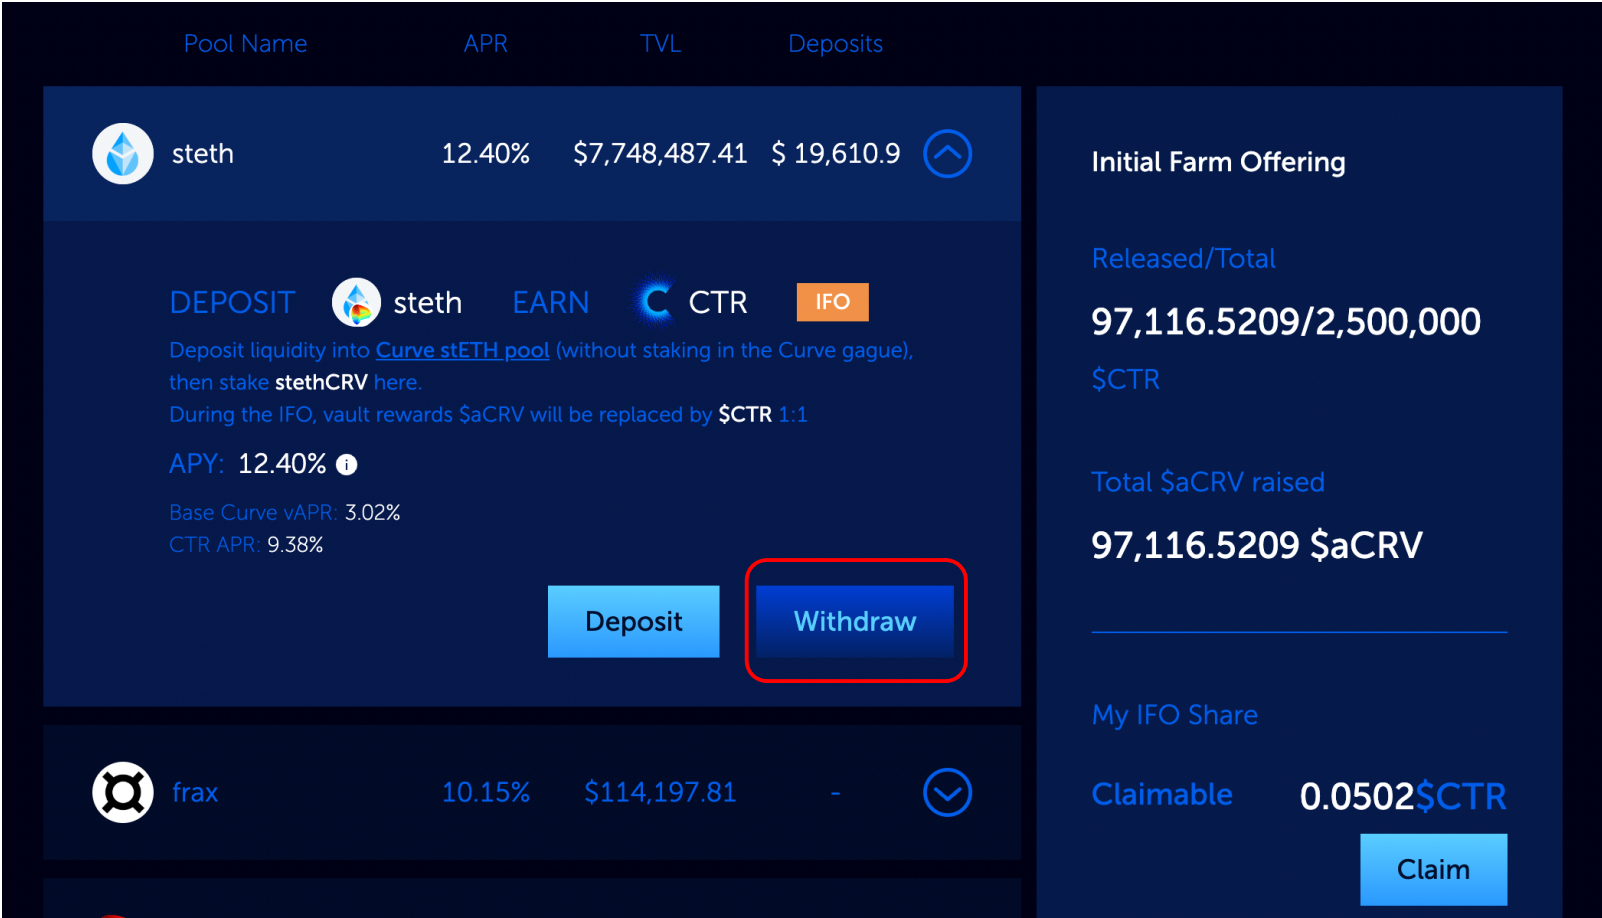 Pool Name APR TVL Deposits
steth 12.40% $7,748,487.41 $ 19,610.9
DEPOSIT steth EARN CTR IFO
Deposit liquidity into Curve stETH pool (without staking in the Curve gague),
then stake stethCRV here.
During the IFO, vault rewards $aCRV will be replaced by $CTR 1:1
APY: 12.40% i
Base Curve vAPR: 3.02%
CTR APR: 9.38%
Deposit Withdraw
frax 10.15% $114,197.81 -
Initial Farm Offering
Released/Total
97,116.5209/2,500,000
$CTR
Total $aCRV raised
97,116.5209 $aCRV
My IFO Share
Claimable 0.0502$CTR
Claim